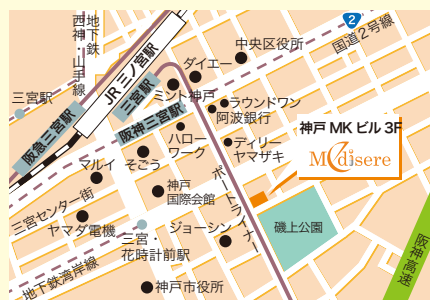 地下鉄
西神・山手線
JR 三ノ宮駅
三宮駅
ダイエー
中央区役所
2
国道2号線
三宮駅
阪急三宮駅
ミント神戸
阪神三宮駅
ラウンドワン
阿波銀行
ハロー
ワーク
デイリー
ヤマザキ
神戸 MK ビル 3F
Medisere
マルイ
そごう
神戸
国際会館
ポートライナー
三宮センター街
ヤマダ電機
三宮・
花時計前駅
ジョーシン
磯上公園
地下鉄湾岸線
神戸市役所
阪神高速